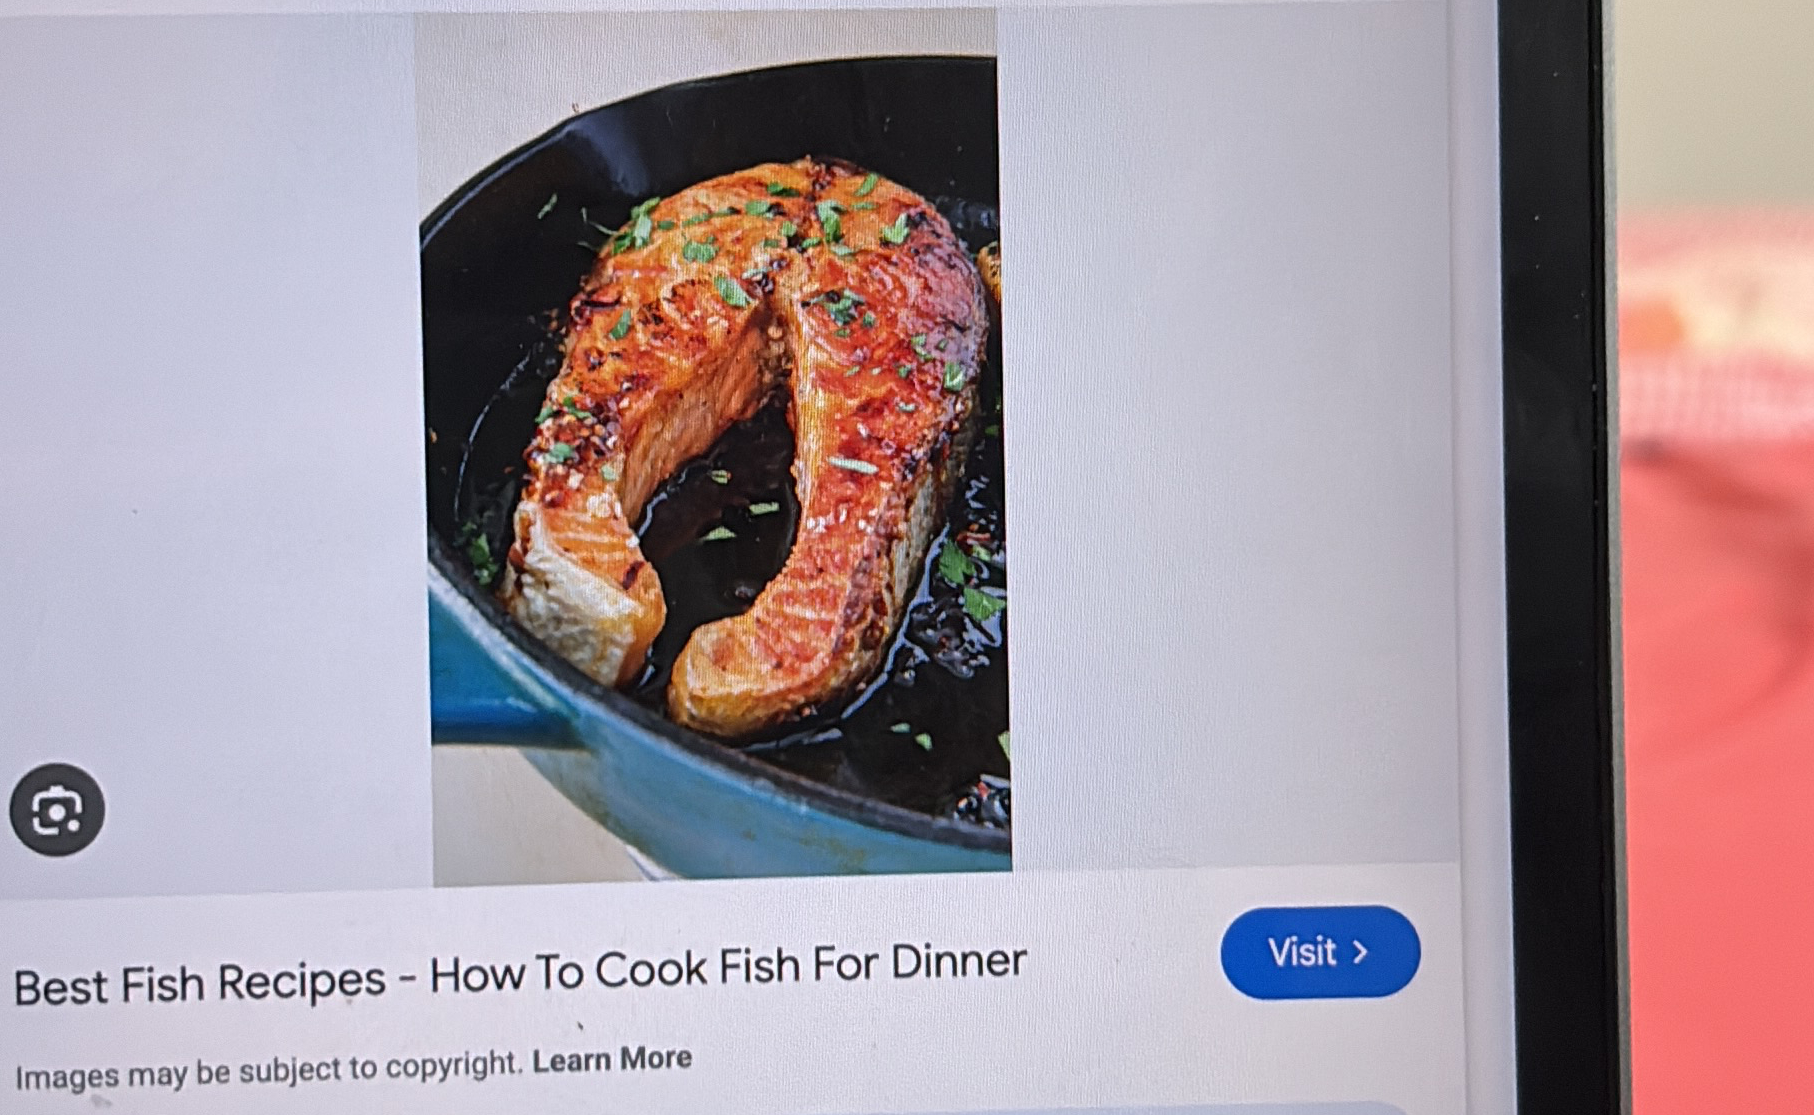 Best Fish Recipes - How To Cook Fish For Dinner
Visit >
Images may be subject to copyright. Learn More